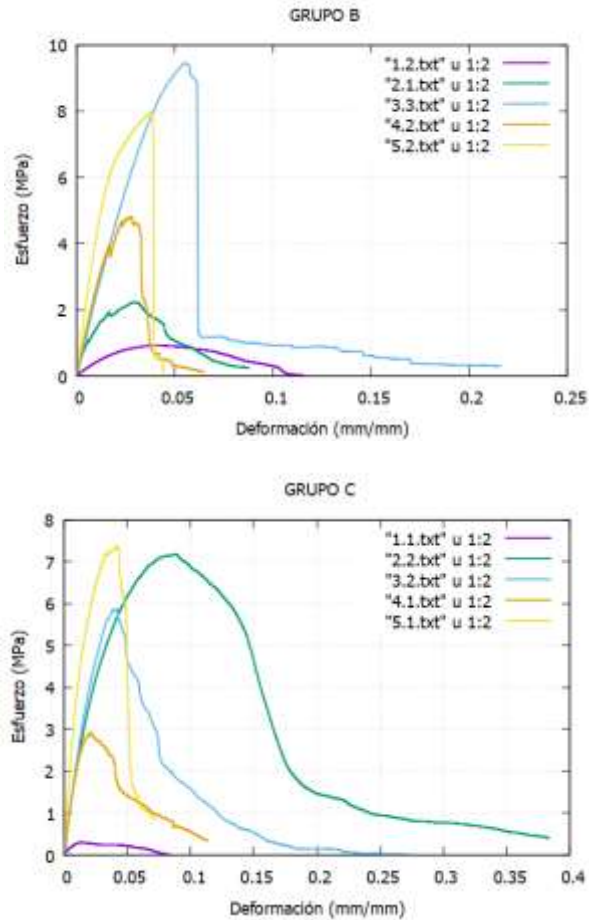 GRUPO B
10
8
6
4
2
0
Esfuerzo (MPa)
"1.2.txt" u 1:2
"2.1.txt" u 1:2
"3.3.txt" u 1:2
"4.2.txt" u 1:2
"5.2.txt" u 1:2
0 0.05 0.1 0.15 0.2 0.25
Deformación (mm/mm)
GRUPO C
8
7
6
5
4
3
2
1
0
Esfuerzo (MPa)
"1.1.txt" u 1:2
"2.2.txt" u 1:2
"3.2.txt" u 1:2
"4.1.txt" u 1:2
"5.1.txt" u 1:2
0 0.05 0.1 0.15 0.2 0.25 0.3 0.35 0.4
Deformación (mm/mm)